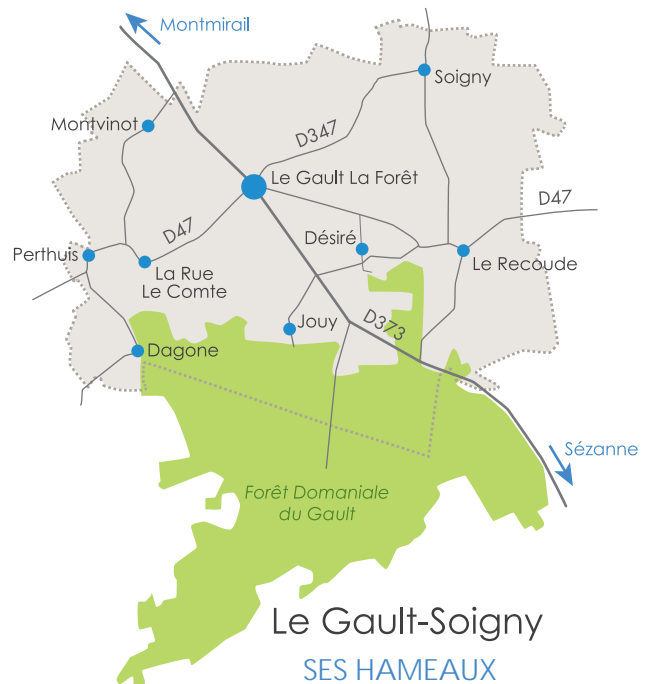 Montmirail
Soigny
Montvinot
D347
Le Gault La Forêt
D47
D47
Désiré
Perthuis
La Rue
Le Comte
Le Recoude
Jouy
D373
Dagone
Sézanne
Forêt Domaniale
du Gault
Le Gault-Soigny
SES HAMEAUX